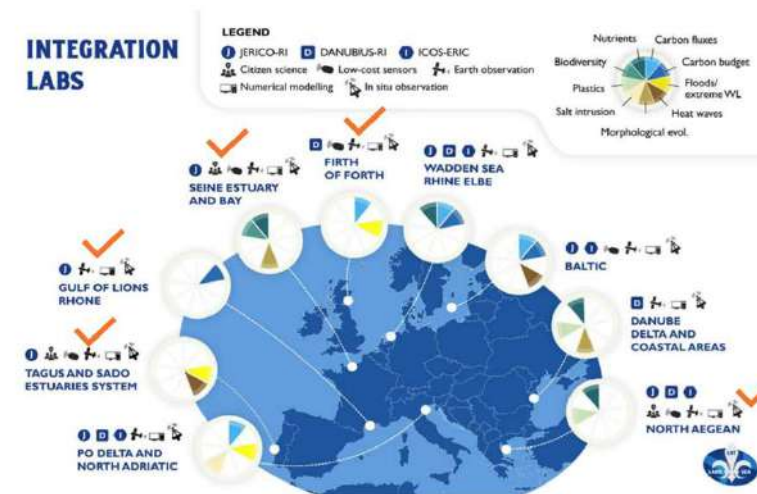 INTEGRATION
LABS
LEGEND
J JERICO-RI D DANUBIUS-RI I ICOS-ERIC
Citizen science Low-cost sensors Earth observation
Numerical modelling In situ observation
Nutrients Carbon fluxes
Biodiversity Carbon budget
Plastics Floods/
extreme WL
Salt intrusion Heat waves
Morphological evol.
J
SEINE ESTUARY
AND BAY
D
FIRTH
OF FORTH
J D I
WADDEN SEA
RHINE ELBE
J
GULF OF LIONS
RHONE
J I
BALTIC
D
DANUBE
DELTA AND
COASTAL AREAS
J
TAGUS AND SADO
ESTUARIES SYSTEM
J D I
NORTH AEGEAN
J D I
PO DELTA AND
NORTH ADRIATIC